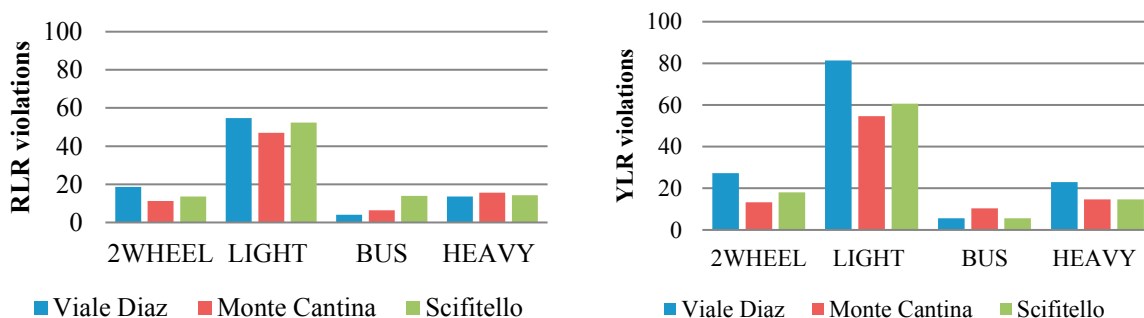 RLR violations
100
80
60
40
20
0
2WHEEL LIGHT BUS HEAVY
Viale Diaz Monte Cantina Scifitello
YLR violations
100
80
60
40
20
0
2WHEEL LIGHT BUS HEAVY
Viale Diaz Monte Cantina Scifitello